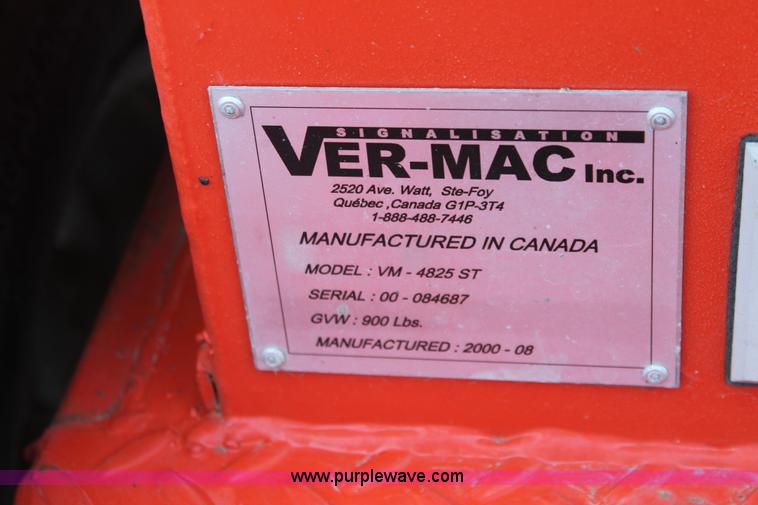 SIGNALISATION
VER-MAC Inc.
2520 Ave. Watt, Ste-Foy
Québec ,Canada G1P-3T4
1-888-488-7446
MANUFACTURED IN CANADA
MODEL : VM - 4825 ST
SERIAL : 00 - 084687
GVW : 900 Lbs.
MANUFACTURED : 2000 - 08
www.purplewave.com